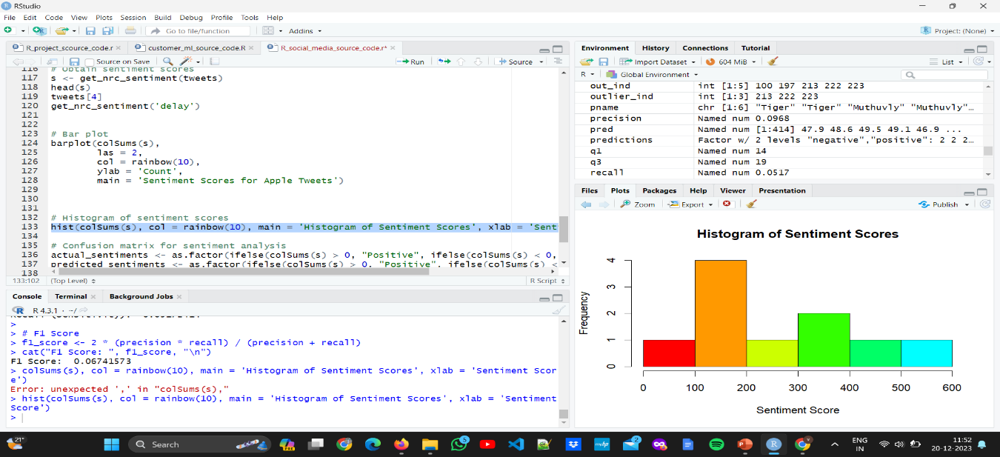 RStudio
File Edit Code View Plots Session Build Debug Profile Tools Help
Go to file/function
Addins
Project: (None)
R_project_scource_code.r
customer_ml_source_code.R
R_social_media_source_code.r*
Source on Save
Run
Source
116 # Obtain sentiment scores
117 s <- get_nrc_sentiment(tweets)
118 head(s)
119 tweets[4]
120 get_nrc_sentiment('delay')
121
122
123 # Bar plot
124 barplot(colSums(s),
125 las = 2,
126 col = rainbow(10),
127 ylab = 'Count',
128 main = 'Sentiment Scores for Apple Tweets')
129
130
131
132 # Histogram of sentiment scores
133 hist(colSums(s), col = rainbow(10), main = 'Histogram of Sentiment Scores', xlab = 'Sent
134
135 # Confusion matrix for sentiment analysis
136 actual_sentiments <- as.factor(ifelse(colSums(s) > 0, "Positive", ifelse(colSums(s) < 0,
137 predicted_sentiments <- as.factor(ifelse(colSums(s) > 0, "Positive", ifelse(colSums(s) <
138
133:102 (Top Level) R Script
Console Terminal Background Jobs
R 4.3.1 · ~/
>
> # F1 Score
> f1_score <- 2 * (precision * recall) / (precision + recall)
> cat("F1 Score: ", f1_score, "\n")
F1 Score: 0.06741573
> colSums(s), col = rainbow(10), main = 'Histogram of Sentiment Scores', xlab = 'Sentiment Scor
e')
Error: unexpected ',' in "colSums(s),"
> hist(colSums(s), col = rainbow(10), main = 'Histogram of Sentiment Scores', xlab = 'Sentiment
Score')
>
Environment History Connections Tutorial
Import Dataset 604 MiB List
R Global Environment
out_ind int [1:5] 100 197 213 222 223
outlier_ind int [1:3] 213 222 223
pname chr [1:6] "Tiger" "Tiger" "Muthuvly" "Muthuvly"…
precision Named num 0.0968
pred Named num [1:414] 47.9 48.6 49.5 49.1 46.9 ...
predictions Factor w/ 2 levels "negative","positive": 2 2 2…
q1 Named num 14
q3 Named num 19
recall Named num 0.0517
Files Plots Packages Help Viewer Presentation
Zoom Export Publish
Histogram of Sentiment Scores
Frequency
4
3
2
1
0
0 100 200 300 400 500 600
Sentiment Score
21°
Search
PRE
5
myhp
2
ENG
IN
11:52
20-12-2023